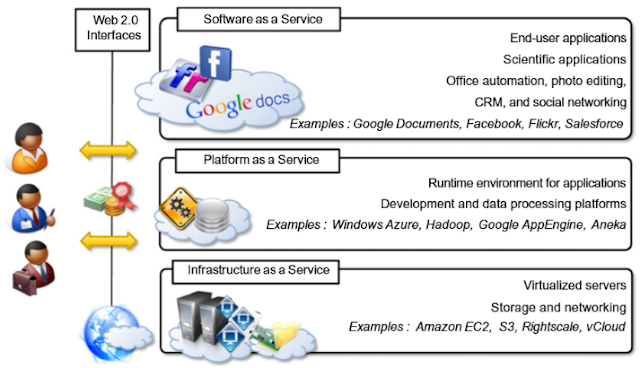 Web 2.0
Interfaces
Software as a Service
End-user applications
Scientific applications
Office automation, photo editing,
CRM, and social networking
Examples : Google Documents, Facebook, Flickr, Salesforce
f
fr
Google docs
Platform as a Service
Runtime environment for applications
Development and data processing platforms
Examples : Windows Azure, Hadoop, Google AppEngine, Aneka
Infrastructure as a Service
Virtualized servers
Storage and networking
Examples : Amazon EC2, S3, Rightscale, vCloud